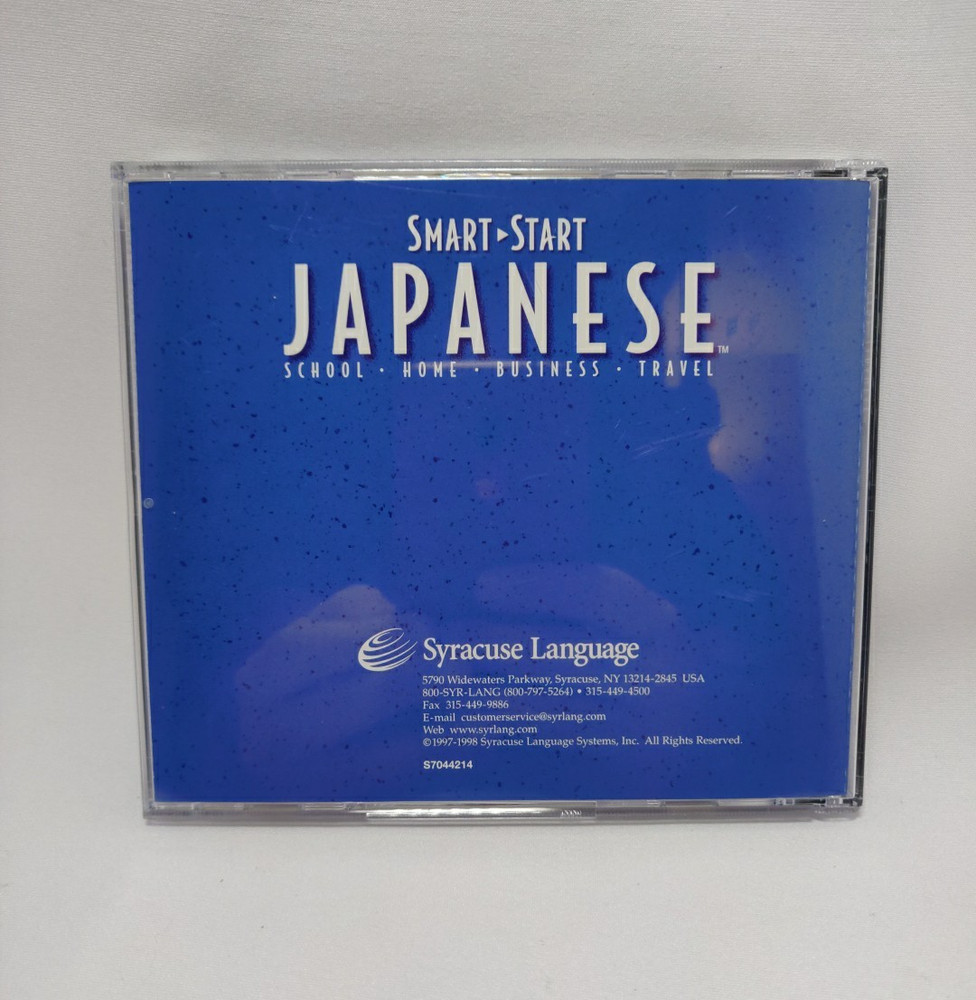 SMART▸START
JAPANESE™
SCHOOL · HOME · BUSINESS · TRAVEL
Syracuse Language
5790 Widewaters Parkway, Syracuse, NY 13214-2845 USA
800-SYR-LANG (800-797-5264) • 315-449-4500
Fax 315-449-9886
E-mail customerservice@syrlang.com
Web www.syrlang.com
©1997-1998 Syracuse Language Systems, Inc. All Rights Reserved.
S7044214